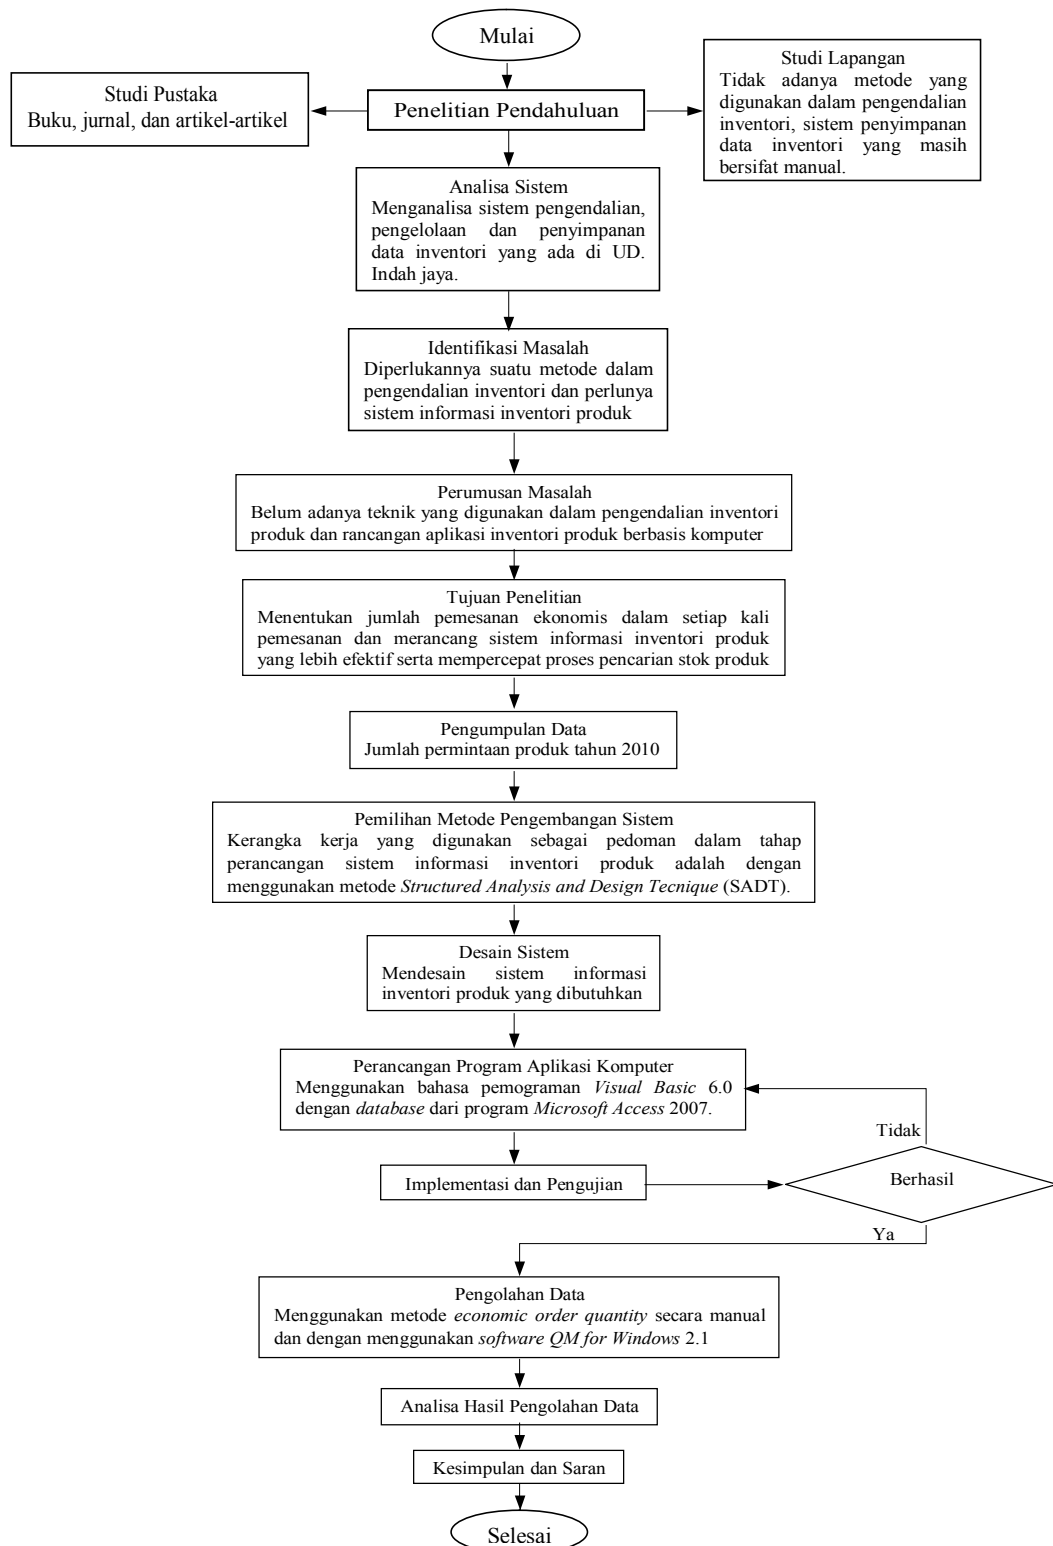 Mulai
Studi Pustaka
Buku, jurnal, dan artikel-artikel
Penelitian Pendahuluan
Studi Lapangan
Tidak adanya metode yang
digunakan dalam pengendalian
inventori, sistem penyimpanan
data inventori yang masih
bersifat manual.
Analisa Sistem
Menganalisa sistem pengendalian,
pengelolaan dan penyimpanan
data inventori yang ada di UD.
Indah jaya.
Identifikasi Masalah
Diperlukannya suatu metode dalam
pengendalian inventori dan perlunya
sistem informasi inventori produk
Perumusan Masalah
Belum adanya teknik yang digunakan dalam pengendalian inventori
produk dan rancangan aplikasi inventori produk berbasis komputer
Tujuan Penelitian
Menentukan jumlah pemesanan ekonomis dalam setiap kali
pemesanan dan merancang sistem informasi inventori produk
yang lebih efektif serta mempercepat proses pencarian stok produk
Pengumpulan Data
Jumlah permintaan produk tahun 2010
Pemilihan Metode Pengembangan Sistem
Kerangka kerja yang digunakan sebagai pedoman dalam tahap
perancangan sistem informasi inventori produk adalah dengan
menggunakan metode Structured Analysis and Design Tecnique (SADT).
Desain Sistem
Mendesain sistem informasi
inventori produk yang dibutuhkan
Perancangan Program Aplikasi Komputer
Menggunakan bahasa pemograman Visual Basic 6.0
dengan database dari program Microsoft Access 2007.
Tidak
Implementasi dan Pengujian
Berhasil
Ya
Pengolahan Data
Menggunakan metode economic order quantity secara manual
dan dengan menggunakan software QM for Windows 2.1
Analisa Hasil Pengolahan Data
Kesimpulan dan Saran
Selesai